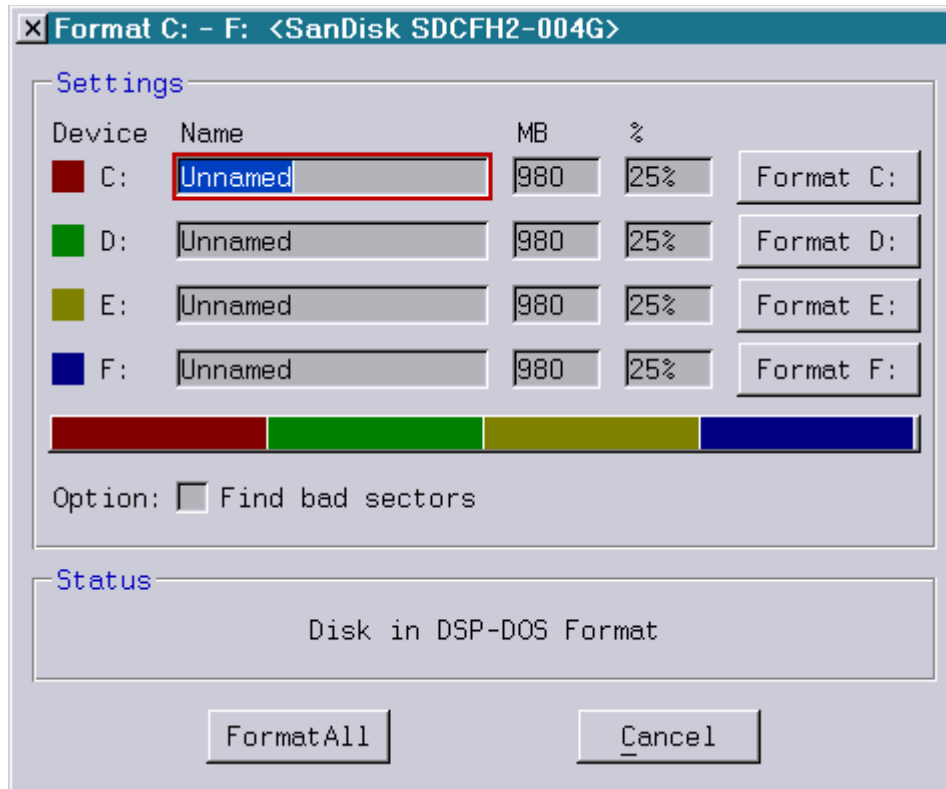 Format C: - F: <SanDisk SDCFH2-004G>
Settings
Device Name MB %
C: Unnamed 980 25% Format C:
D: Unnamed 980 25% Format D:
E: Unnamed 980 25% Format E:
F: Unnamed 980 25% Format F:
Option: Find bad sectors
Status
Disk in DSP-DOS Format
FormatAll Cancel